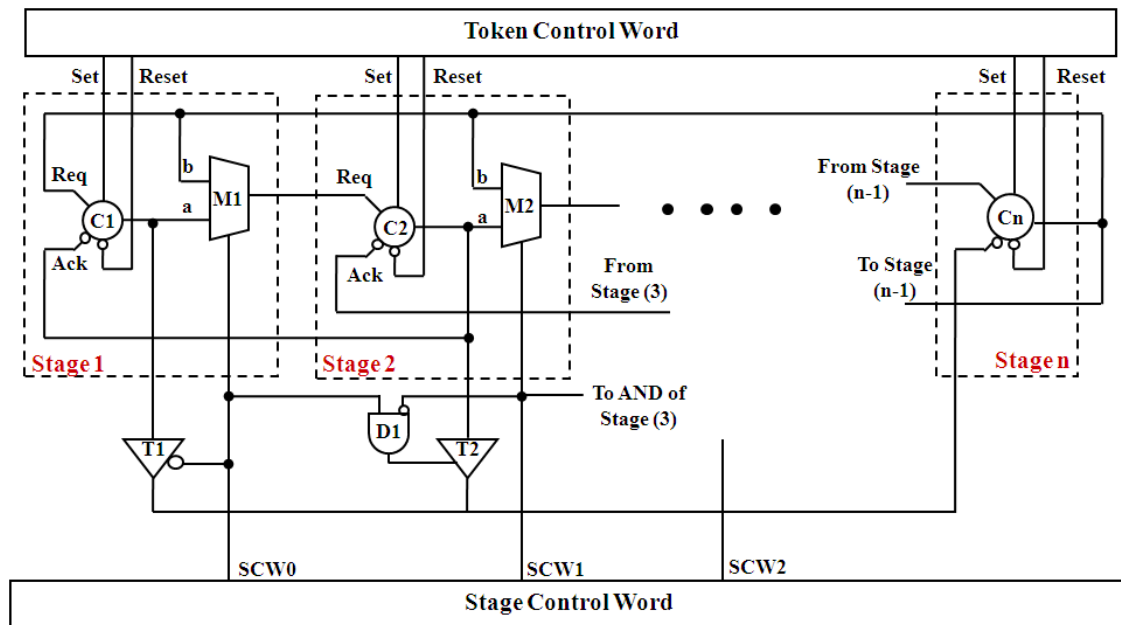 Token Control Word
Set
Reset
Set
Reset
Set
Reset
b
Req
M1
a
C1
Ack
Stage 1
b
Req
M2
a
C2
Ack
From
Stage (3)
Stage 2
From Stage
(n-1)
Cn
To Stage
(n-1)
Stage n
To AND of
Stage (3)
D1
T1
T2
SCW0
SCW1
SCW2
Stage Control Word